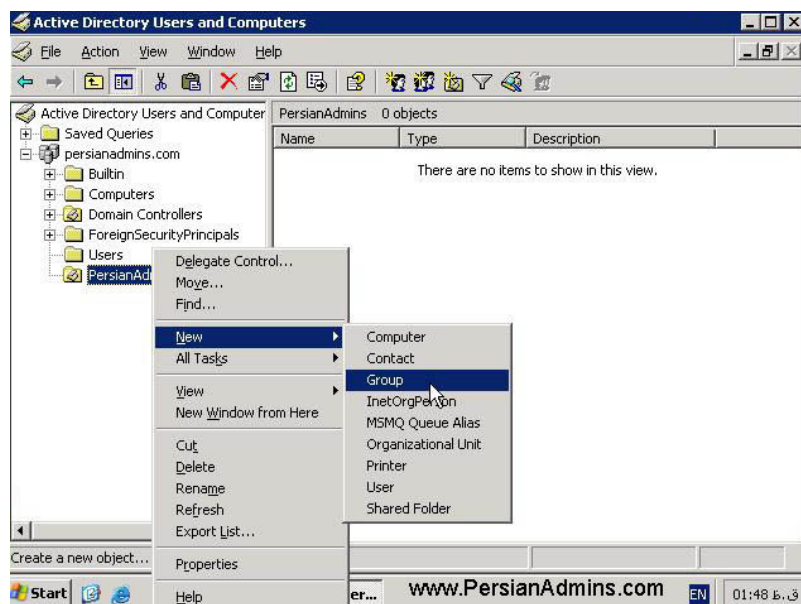 Active Directory Users and Computers
File Action View Window Help
Active Directory Users and Computer
PersianAdmins 0 objects
Saved Queries
Name Type Description
persianadmins.com
There are no items to show in this view.
Builtin
Computers
Domain Controllers
ForeignSecurityPrincipals
Users
PersianAd
Delegate Control...
Move...
Find...
New
All Tasks
View
New Window from Here
Cut
Delete
Rename
Refresh
Export List...
Properties
Help
Computer
Contact
Group
InetOrgPerson
MSMQ Queue Alias
Organizational Unit
Printer
User
Shared Folder
Create a new object...
Start er... www.PersianAdmins.com EN 01:48 ق.ظ